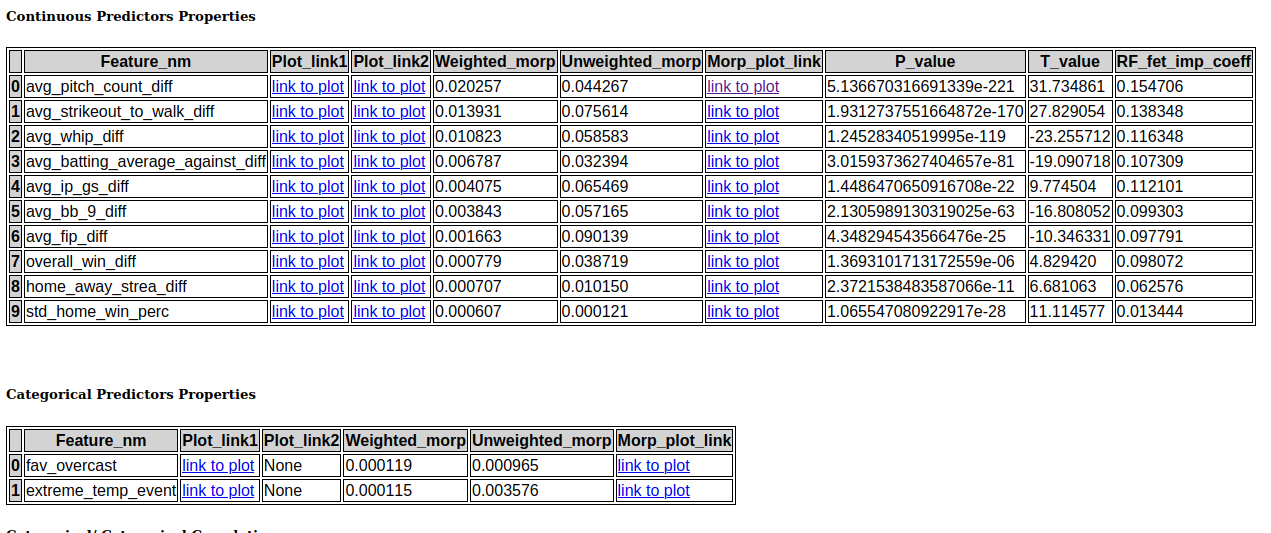 Continuous Predictors Properties
Feature_nm Plot_link1 Plot_link2 Weighted_morp Unweighted_morp Morp_plot_link P_value T_value RF_fet_imp_coeff
0 avg_pitch_count_diff link to plot link to plot 0.020257 0.044267 link to plot 5.136670316691339e-221 31.734861 0.154706
1 avg_strikeout_to_walk_diff link to plot link to plot 0.013931 0.075614 link to plot 1.9312737551664872e-170 27.829054 0.138348
2 avg_whip_diff link to plot link to plot 0.010823 0.058583 link to plot 1.24528340519995e-119 -23.255712 0.116348
3 avg_batting_average_against_diff link to plot link to plot 0.006787 0.032394 link to plot 3.0159373627404657e-81 -19.090718 0.107309
4 avg_ip_gs_diff link to plot link to plot 0.004075 0.065469 link to plot 1.4486470650916708e-22 9.774504 0.112101
5 avg_bb_9_diff link to plot link to plot 0.003843 0.057165 link to plot 2.1305989130319025e-63 -16.808052 0.099303
6 avg_fip_diff link to plot link to plot 0.001663 0.090139 link to plot 4.348294543566476e-25 -10.346331 0.097791
7 overall_win_diff link to plot link to plot 0.000779 0.038719 link to plot 1.3693101713172559e-06 4.829420 0.098072
8 home_away_strea_diff link to plot link to plot 0.000707 0.010150 link to plot 2.3721538483587066e-11 6.681063 0.062576
9 std_home_win_perc link to plot link to plot 0.000607 0.000121 link to plot 1.065547080922917e-28 11.114577 0.013444
Categorical Predictors Properties
Feature_nm Plot_link1 Plot_link2 Weighted_morp Unweighted_morp Morp_plot_link
0 fav_overcast link to plot None 0.000119 0.000965 link to plot
1 extreme_temp_event link to plot None 0.000115 0.003576 link to plot